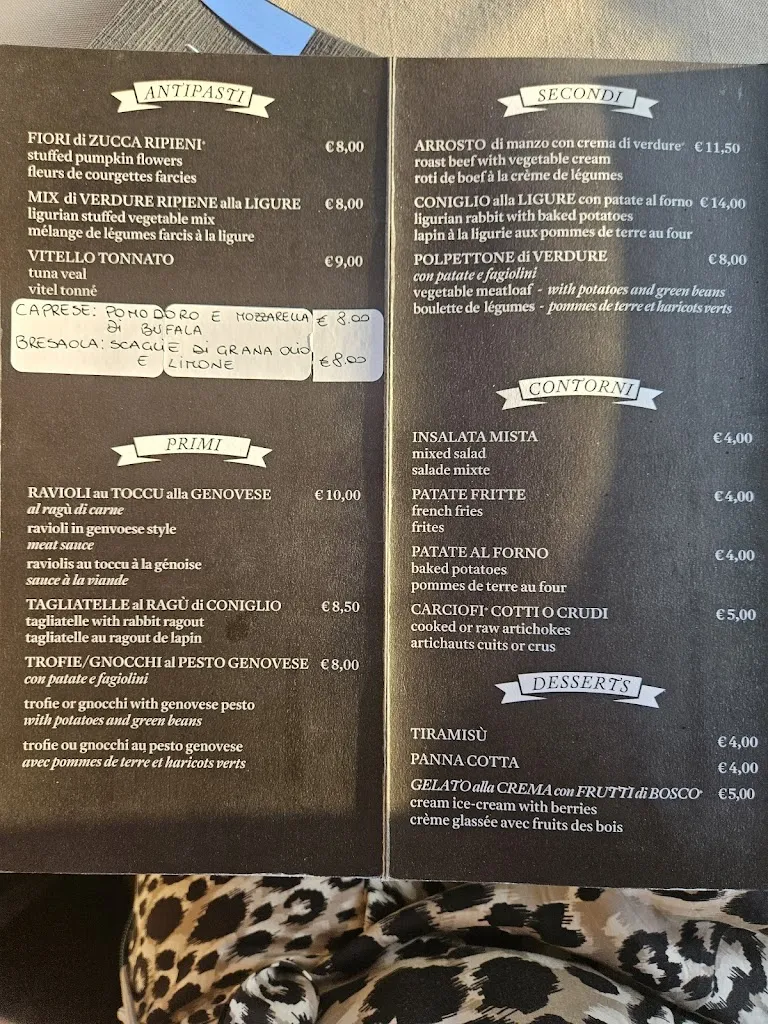 ANTIPASTI
FIORI di ZUCCA RIPIENI* €8,00
stuffed pumpkin flowers
fleurs de courgettes farcies
MIX di VERDURE RIPIENE alla LIGURE €8,00
ligurian stuffed vegetable mix
mélange de légumes farcis à la ligure
VITELLO TONNATO €9,00
tuna veal
vitel tonné
CAPRESE: POMODORO E MOZZARELLA € 8.00
DI BUFALA
BRESAOLA: SCAGLIE DI GRANA OLIO
E LIMONE €8.00
PRIMI
RAVIOLI au TOCCU alla GENOVESE €10,00
al ragù di carne
ravioli in genvoese style
meat sauce
raviolis au toccu à la génoise
sauce à la viande
TAGLIATELLE al RAGÙ di CONIGLIO €8,50
tagliatelle with rabbit ragout
tagliatelle au ragout de lapin
TROFIE/GNOCCHI al PESTO GENOVESE €8,00
con patate e fagiolini
trofie or gnocchi with genovese pesto
with potatoes and green beans
trofie ou gnocchi au pesto genovese
avec pommes de terre et haricots verts
SECONDI
ARROSTO di manzo con crema di verdure* €11,50
roast beef with vegetable cream
roti de boef à la crème de légumes
CONIGLIO alla LIGURE con patate al forno €14,00
ligurian rabbit with baked potatoes
lapin à la ligurie aux pommes de terre au four
POLPETTONE di VERDURE €8,00
con patate e fagiolini
vegetable meatloaf - with potatoes and green beans
boulette de légumes - pommes de terre et haricots verts
CONTORNI
INSALATA MISTA €4,00
mixed salad
salade mixte
PATATE FRITTE €4,00
french fries
frites
PATATE AL FORNO €4,00
baked potatoes
pommes de terre au four
CARCIOFI* COTTI O CRUDI €5,00
cooked or raw artichokes
artichauts cuits or crus
DESSERTS
TIRAMISÙ €4,00
PANNA COTTA €4,00
GELATO alla CREMA con FRUTTI di BOSCO* €5,00
cream ice-cream with berries
crème glassée avec fruits des bois